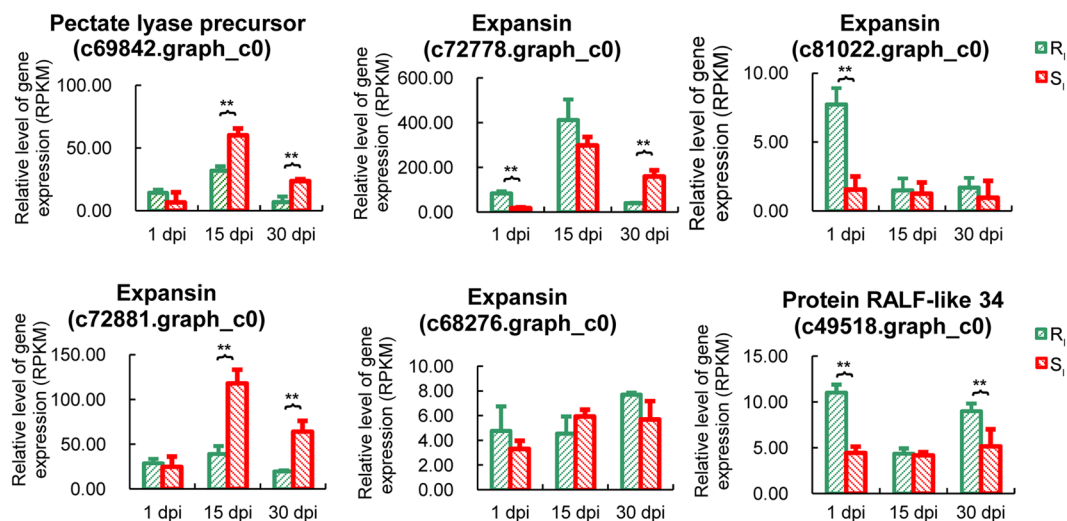 Pectate lyase precursor
(c69842.graph_c0)
Relative level of gene
expression (RPKM)
100.00
50.00
0.00
**
**
1 dpi 15 dpi 30 dpi
Expansin
(c72778.graph_c0)
Relative level of gene
expression (RPKM)
600.00
400.00
200.00
0.00
**
**
1 dpi 15 dpi 30 dpi
Expansin
(c81022.graph_c0)
Relative level of gene
expression (RPKM)
10.00
5.00
0.00
**
1 dpi 15 dpi 30 dpi
R
S
Expansin
(c72881.graph_c0)
Relative level of gene
expression (RPKM)
150.00
100.00
50.00
0.00
**
**
1 dpi 15 dpi 30 dpi
Expansin
(c68276.graph_c0)
Relative level of gene
expression (RPKM)
10.00
8.00
6.00
4.00
2.00
0.00
1 dpi 15 dpi 30 dpi
Protein RALF-like 34
(c49518.graph_c0)
Relative level of gene
expression (RPKM)
15.00
10.00
5.00
0.00
**
**
1 dpi 15 dpi 30 dpi
R
S